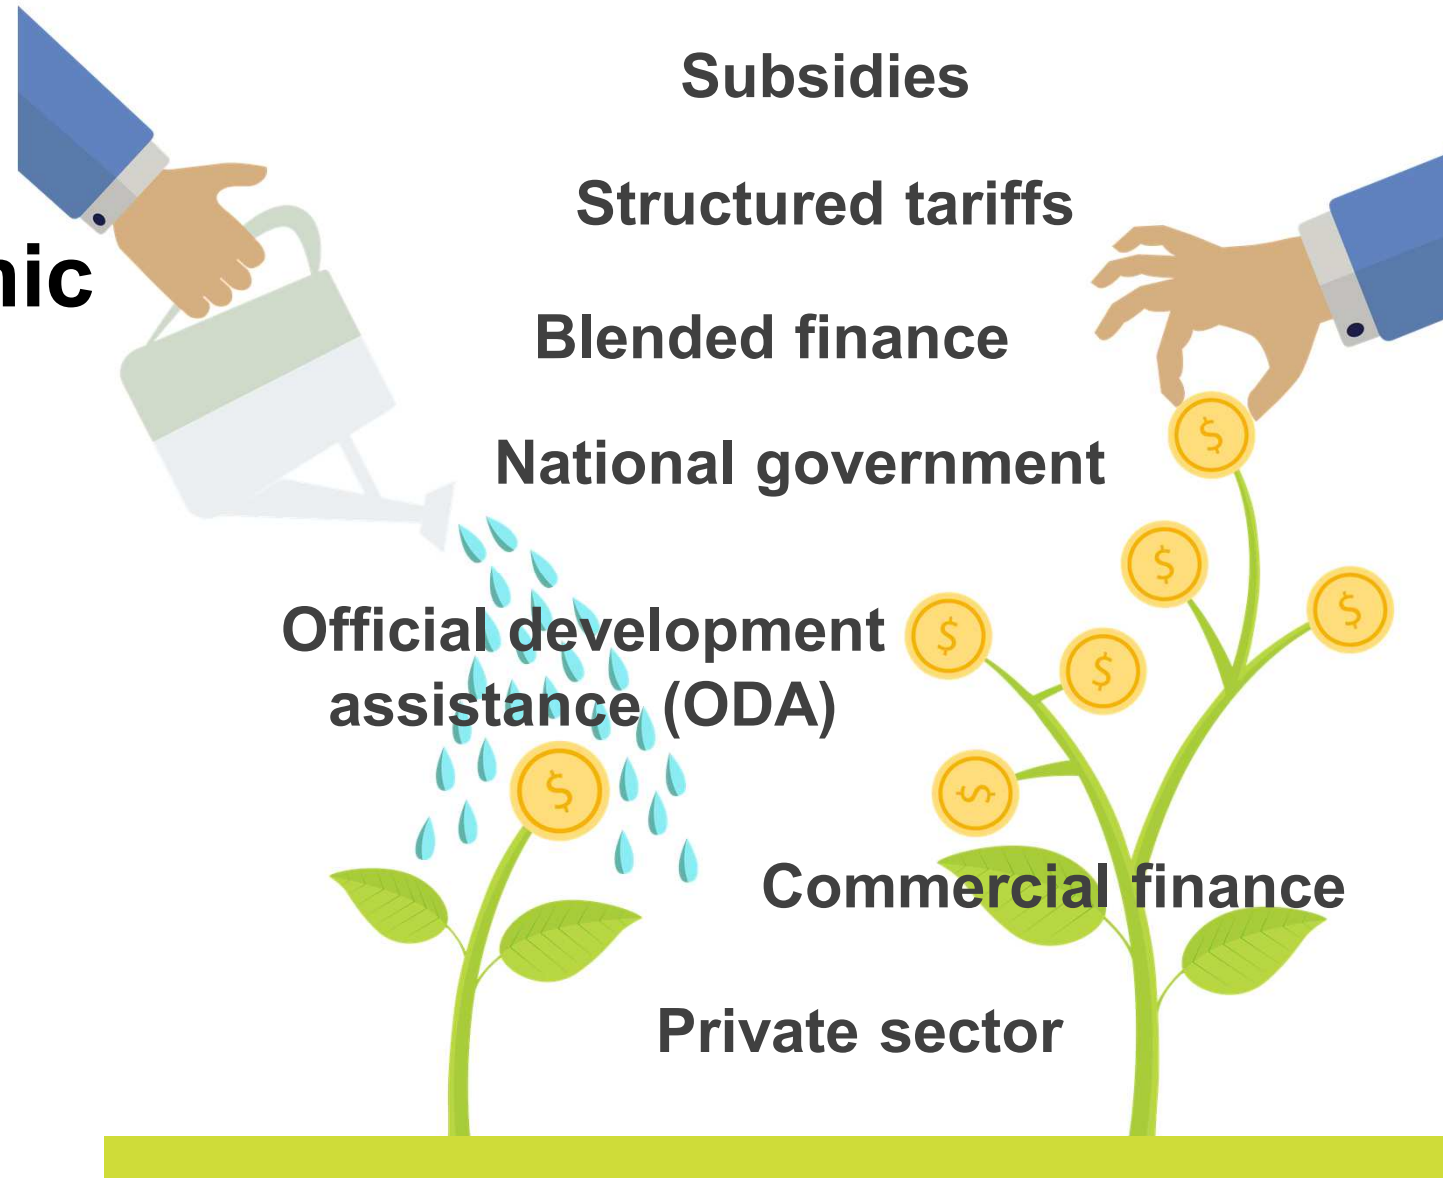 Subsidies
Structured tariffs
nic
Blended finance
National government
Official development
assistance (ODA)
Commercial finance
Private sector